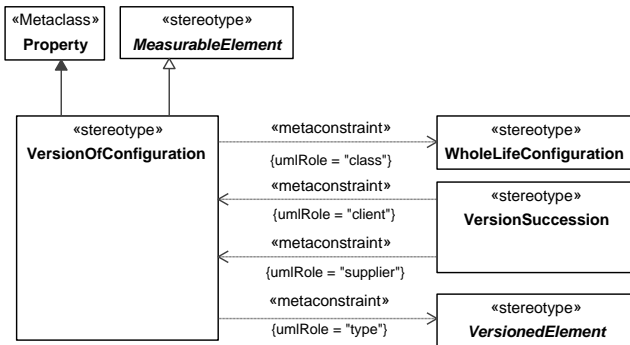 «Metaclass»
Property
«stereotype»
MeasurableElement
«stereotype»
VersionOfConfiguration
«metaconstraint»
{umlRole = "class"}
«stereotype»
WholeLifeConfiguration
«metaconstraint»
{umlRole = "client"}
«stereotype»
VersionSuccession
«metaconstraint»
{umlRole = "supplier"}
«metaconstraint»
{umlRole = "type"}
«stereotype»
VersionedElement